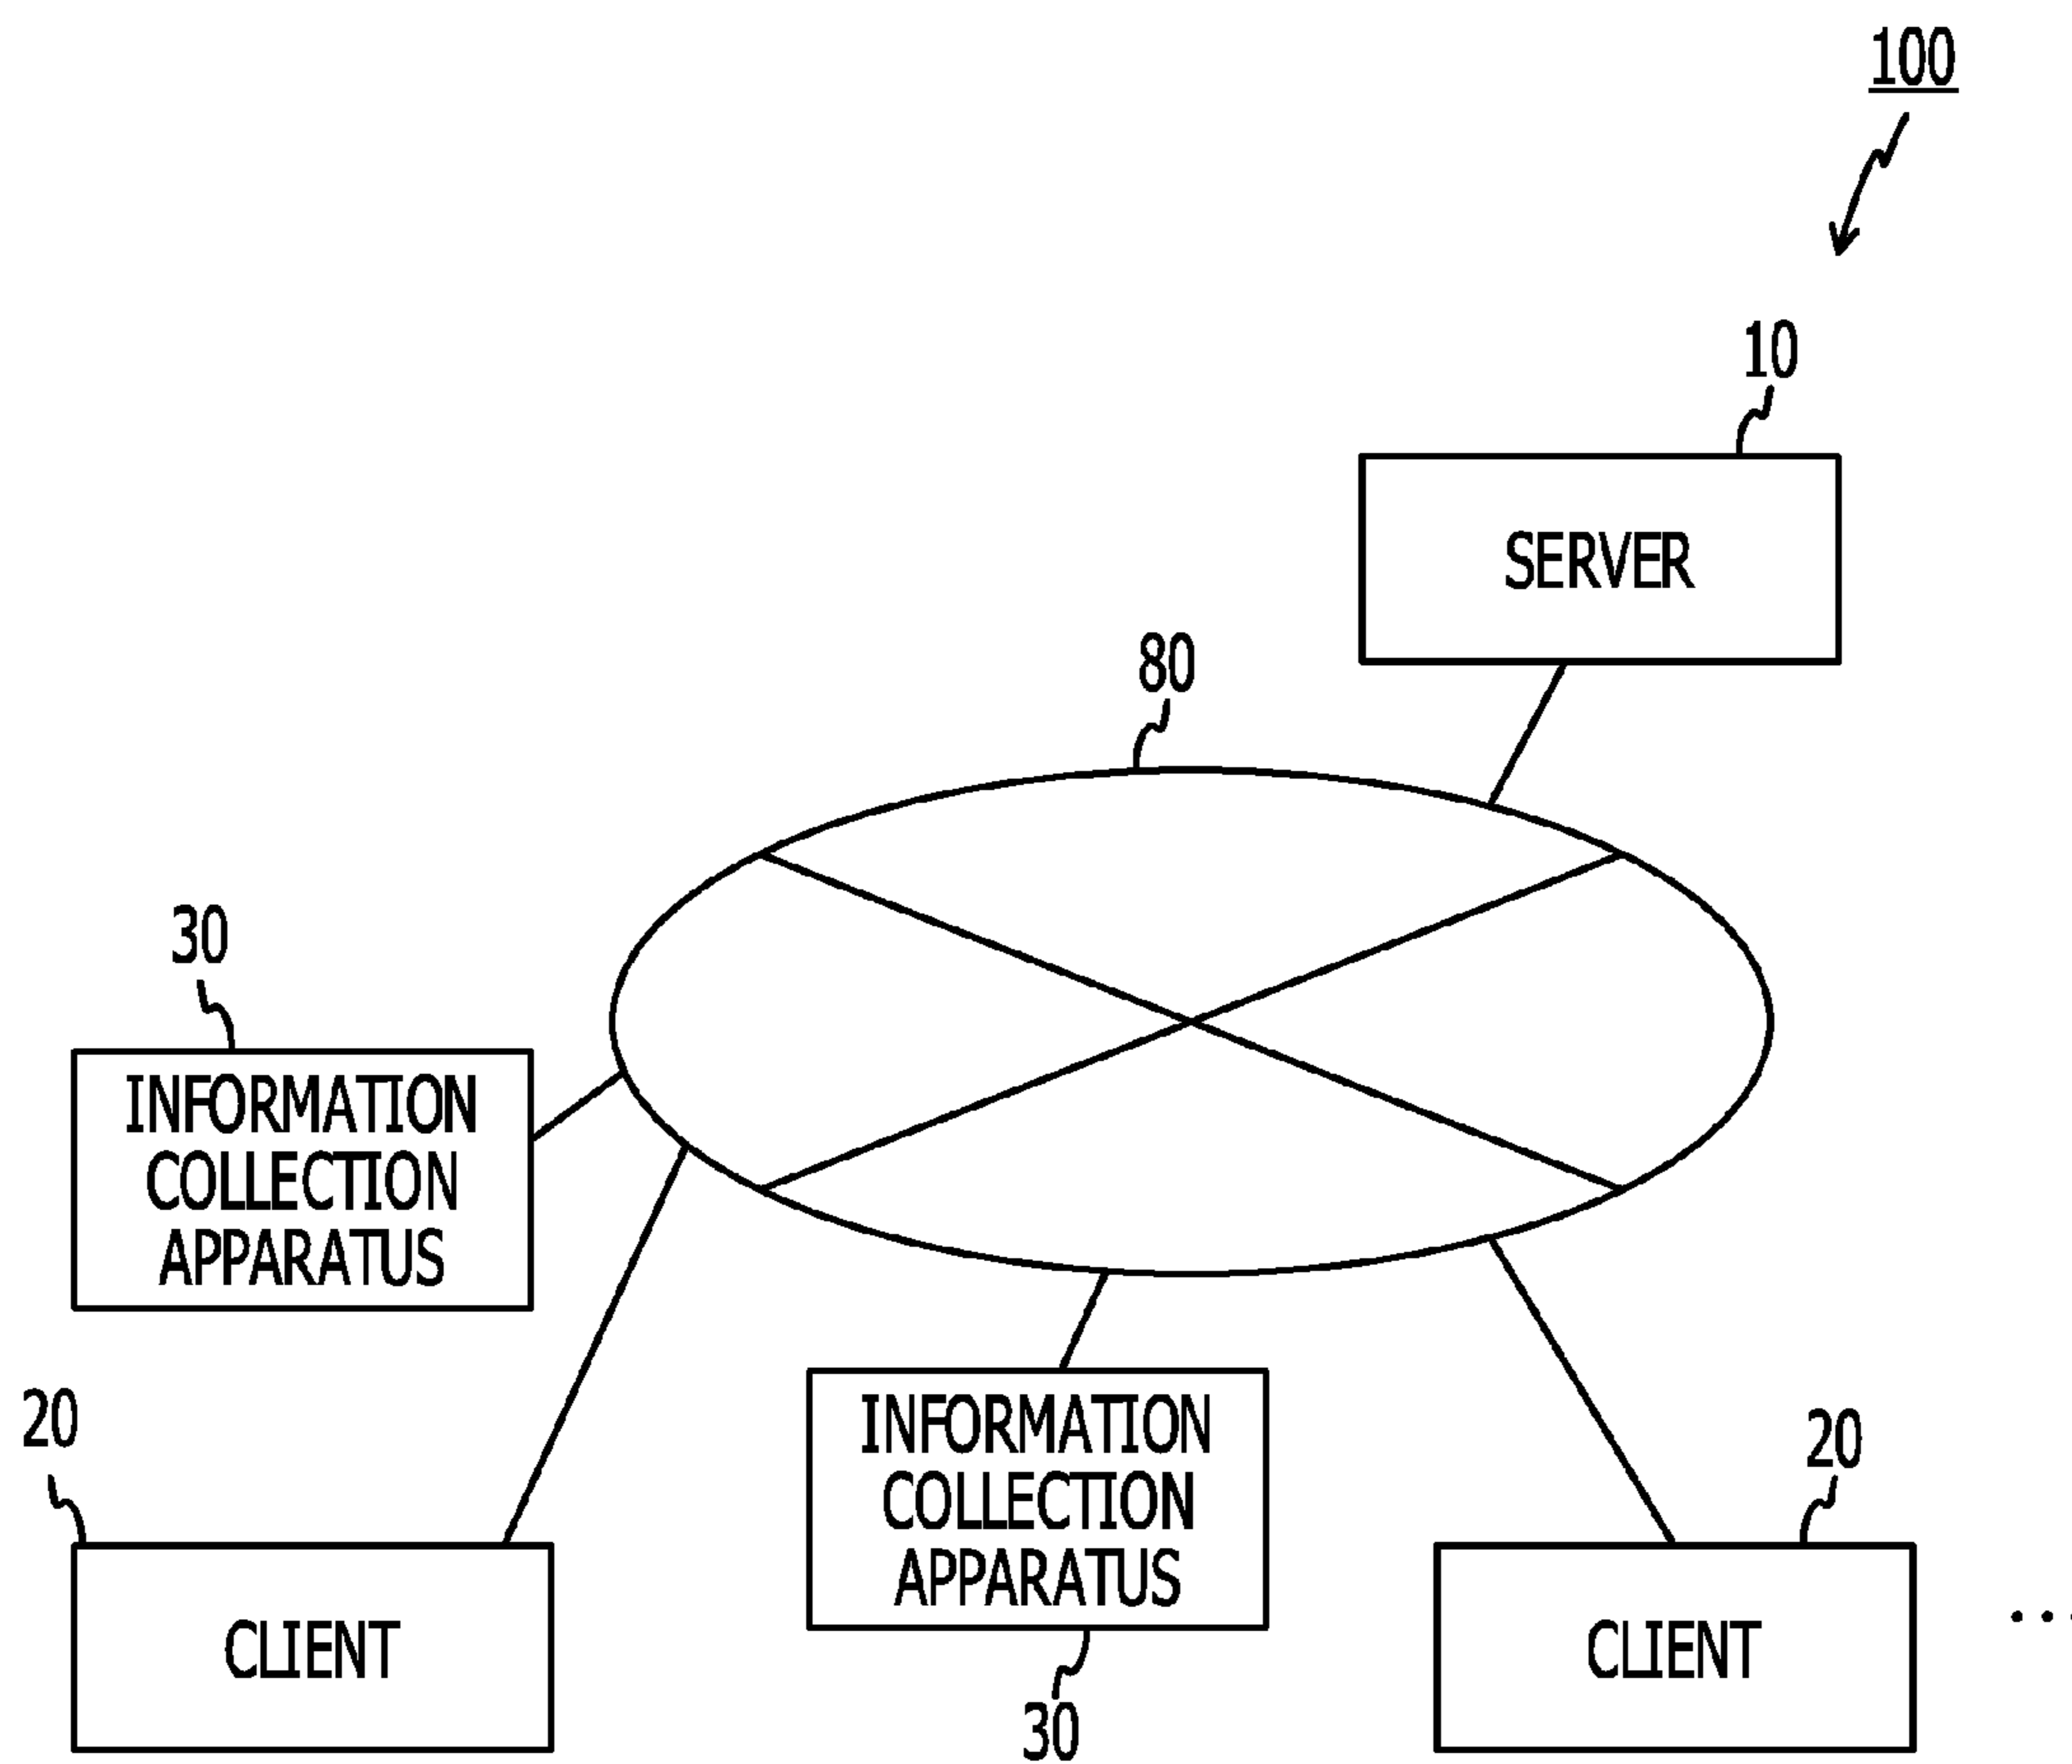 100
10
SERVER
80
30
INFORMATION
COLLECTION
APPARATUS
20
CLIENT
INFORMATION
COLLECTION
APPARATUS
30
20
CLIENT
...